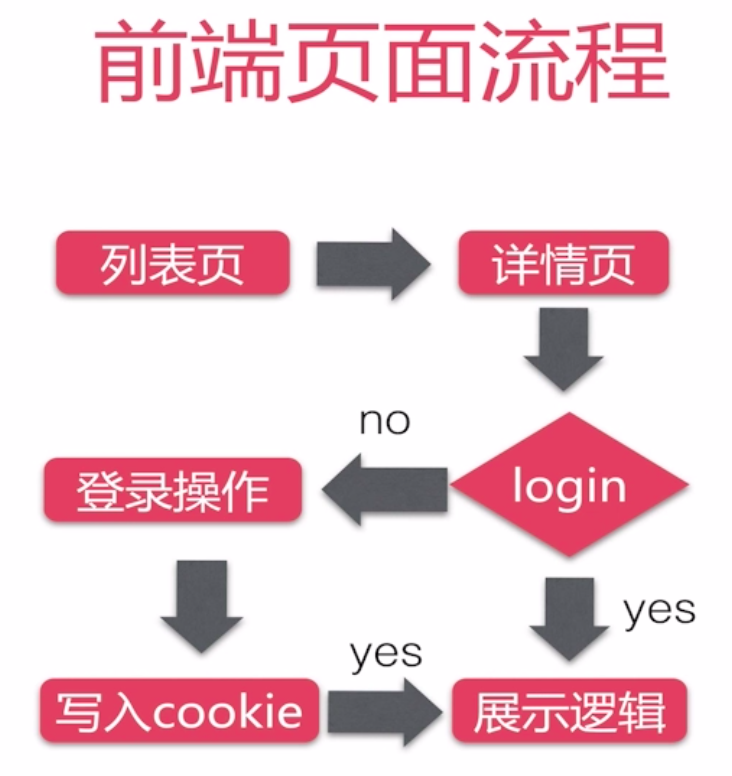 前端页面流程
列表页
详情页
no
login
登录操作
yes
yes
写入cookie
展示逻辑